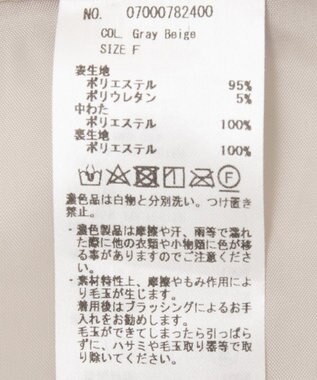 NO. 07000782400
COL. Gray Beige
SIZE F
表生地
ポリエステル 95%
ポリウレタン 5%
中わた
ポリエステル 100%
裏生地
ポリエステル 100%
濃色品は白物と分別洗い。つけ置き
禁止。
・濃色製品は摩擦や汗、雨等で濡れ
た際に他の衣類や小物類に色が移
る事がありますのでご注意くださ
い。
・素材特性上、摩擦やもみ作用によ
り毛玉が生じます。
着用後はブラッシングによるお手
入れをお勧めします。
毛玉ができてしまったら引っぱら
ずに、ハサミや毛玉取り器等で取
り除いてください。